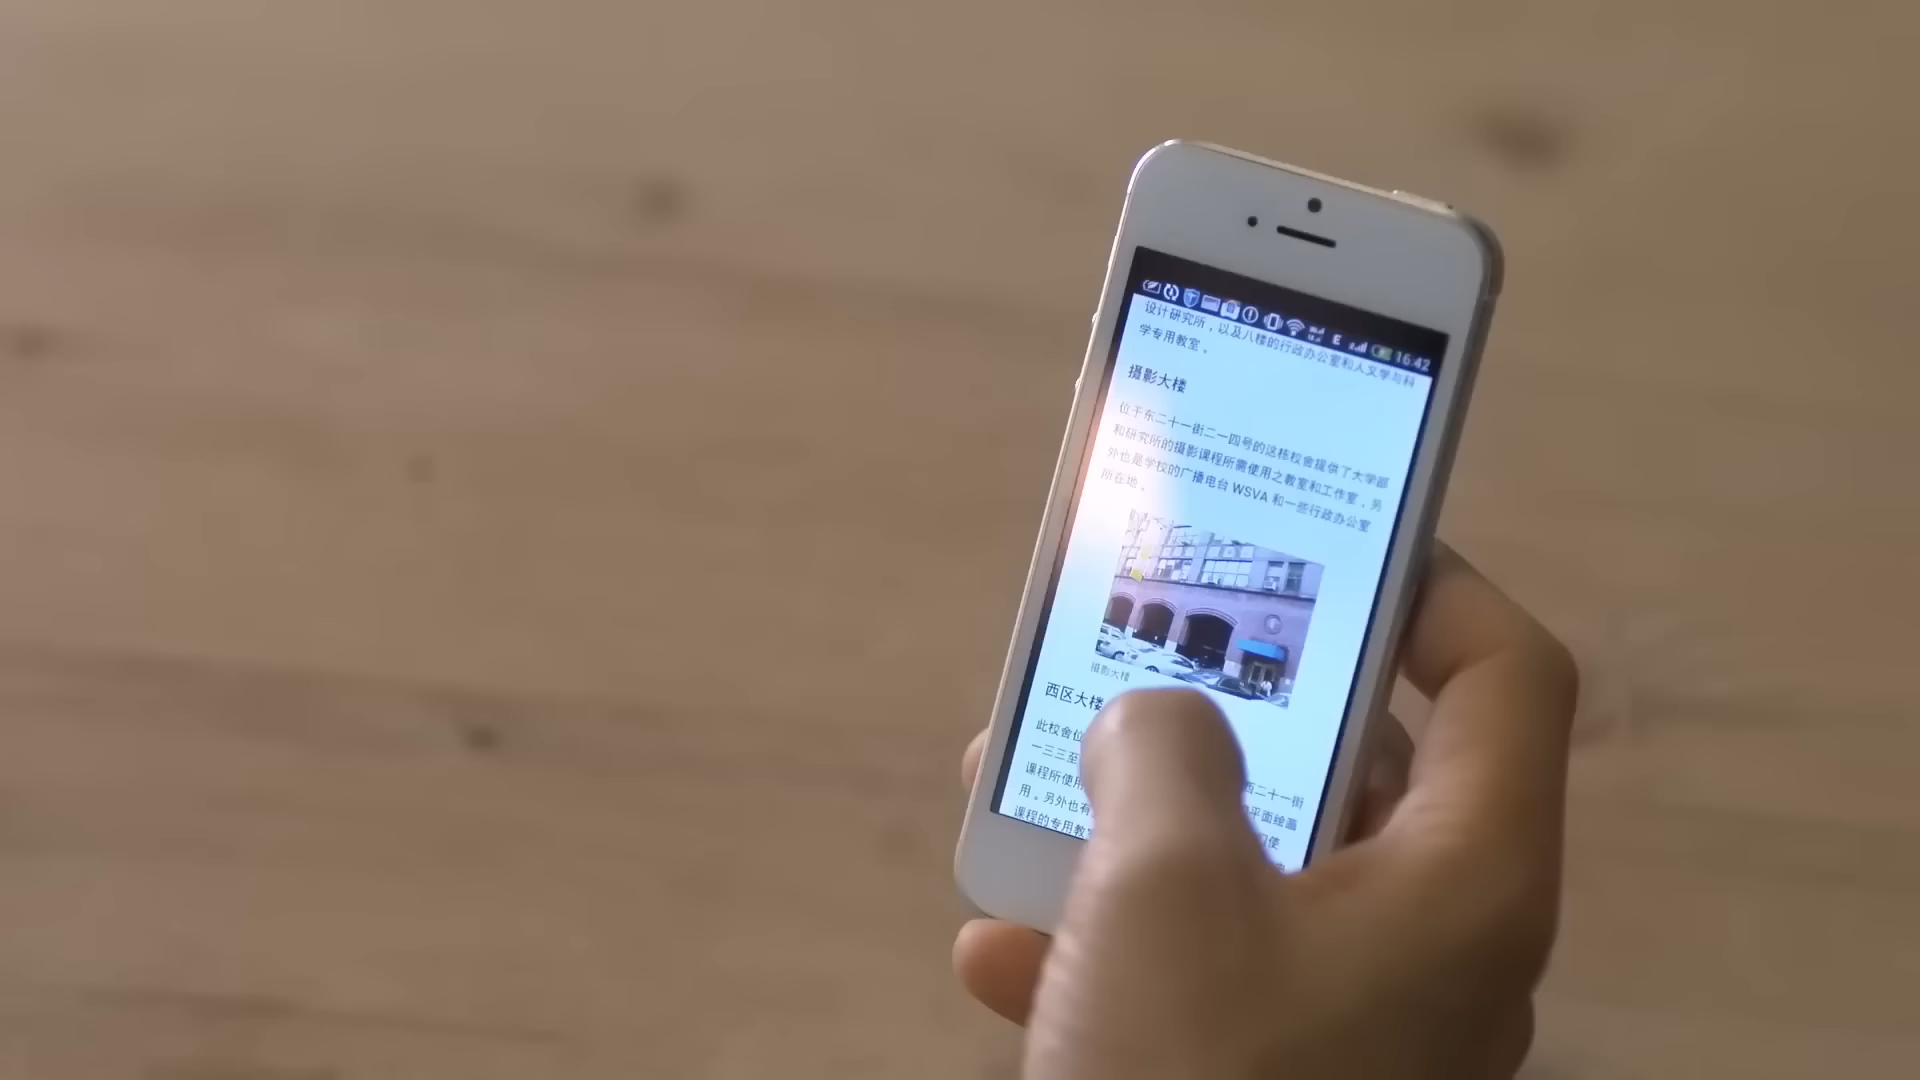 E 16:42
设计研究所，以及八楼的行政办公室和人文学与科
学专用教室。
摄影大楼
位于东二十一街二一四号的这栋校舍提供了大学部
和研究所的摄影课程所需使用之教室和工作室，另
外也是学校的广播电台 WSVA 和一些行政办公室
所在地。
摄影大楼
西区大楼
此校舍位
一三三至 西二十一街
课程所使用 平面绘画
用。另外也有 们使
课程的专用教